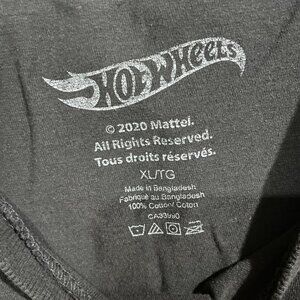 HOT WHEELS
© 2020 Mattel.
All Rights Reserved.
Tous droits réservés.
XL/TG
Made in Bangladesh
Fabriqué au Bangladesh
100% Cotton/ Coton